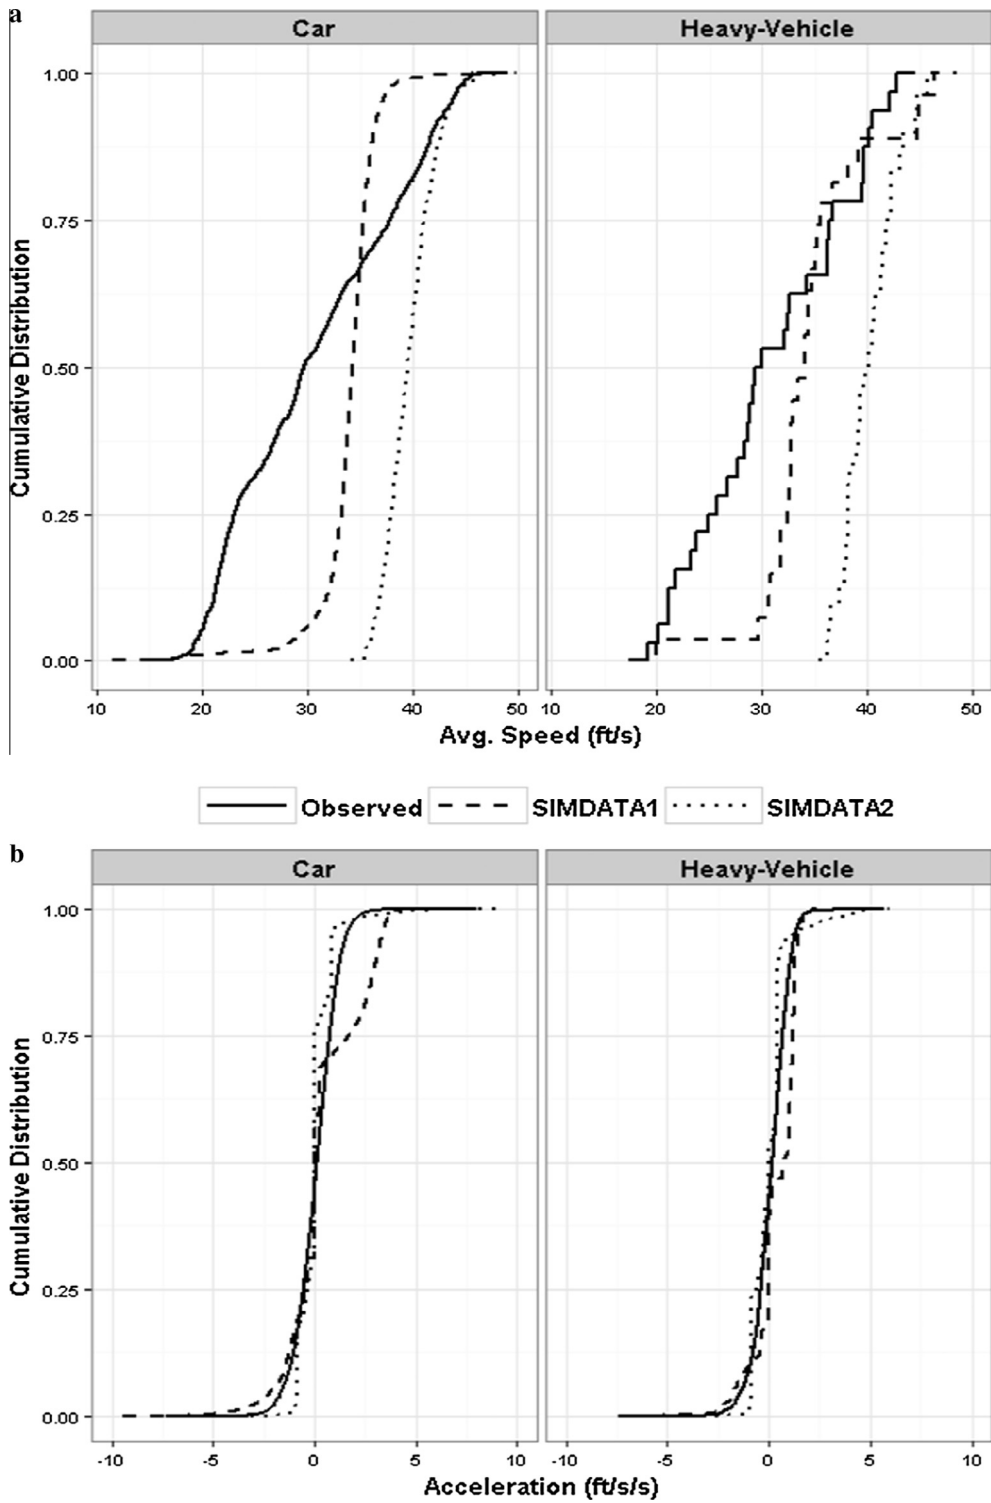 a
Car
Heavy-Vehicle
1.00
0.75
0.50
0.25
0.00
Cumulative Distribution
10 20 30 40 50
10 20 30 40 50
Avg. Speed (ft/s)
Observed SIMDATA1 SIMDATA2
b
Car
Heavy-Vehicle
1.00
0.75
0.50
0.25
0.00
Cumulative Distribution
-10 -5 0 5 10
-10 -5 0 5 10
Acceleration (ft/s/s)